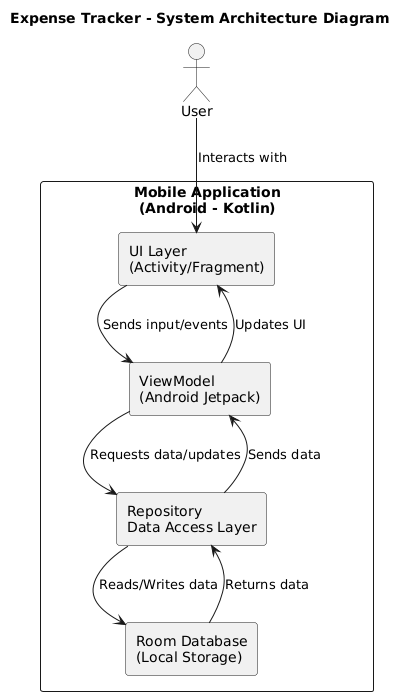 Expense Tracker - System Architecture Diagram
User
Interacts with
Mobile Application
(Android - Kotlin)
UI Layer
(Activity/Fragment)
Sends input/events
Updates UI
ViewModel
(Android Jetpack)
Requests data/updates
Sends data
Repository
Data Access Layer
Reads/Writes data
Returns data
Room Database
(Local Storage)